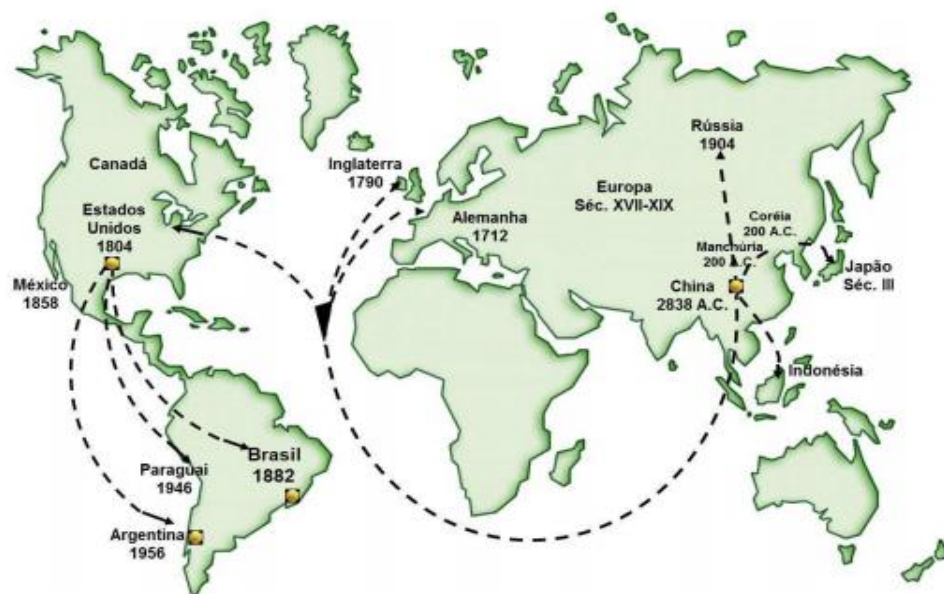 Canadá
Estados
Unidos
1804
México
1858
Inglaterra
1790
Alemanha
1712
Europa
Séc. XVII-XIX
Rússia
1904
Coréia
200 A.C.
Manchúria
200 A.C.
China
2838 A.C.
Japão
Séc. III
Indonésia
Brasil
1882
Paraguai
1946
Argentina
1956